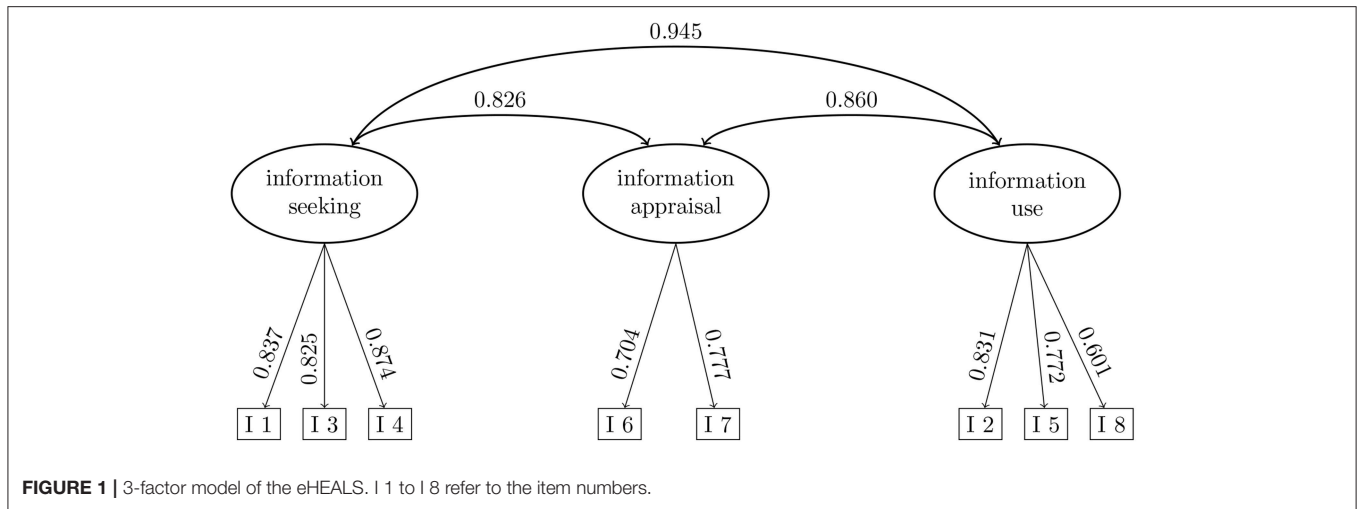 0.945
0.826
0.860
information
seeking
information
appraisal
information
use
0.837
0.825
0.874
0.704
0.777
0.831
0.772
0.601
I 1
I 3
I 4
I 6
I 7
I 2
I 5
I 8
FIGURE 1 | 3-factor model of the eHEALS. I 1 to I 8 refer to the item numbers.